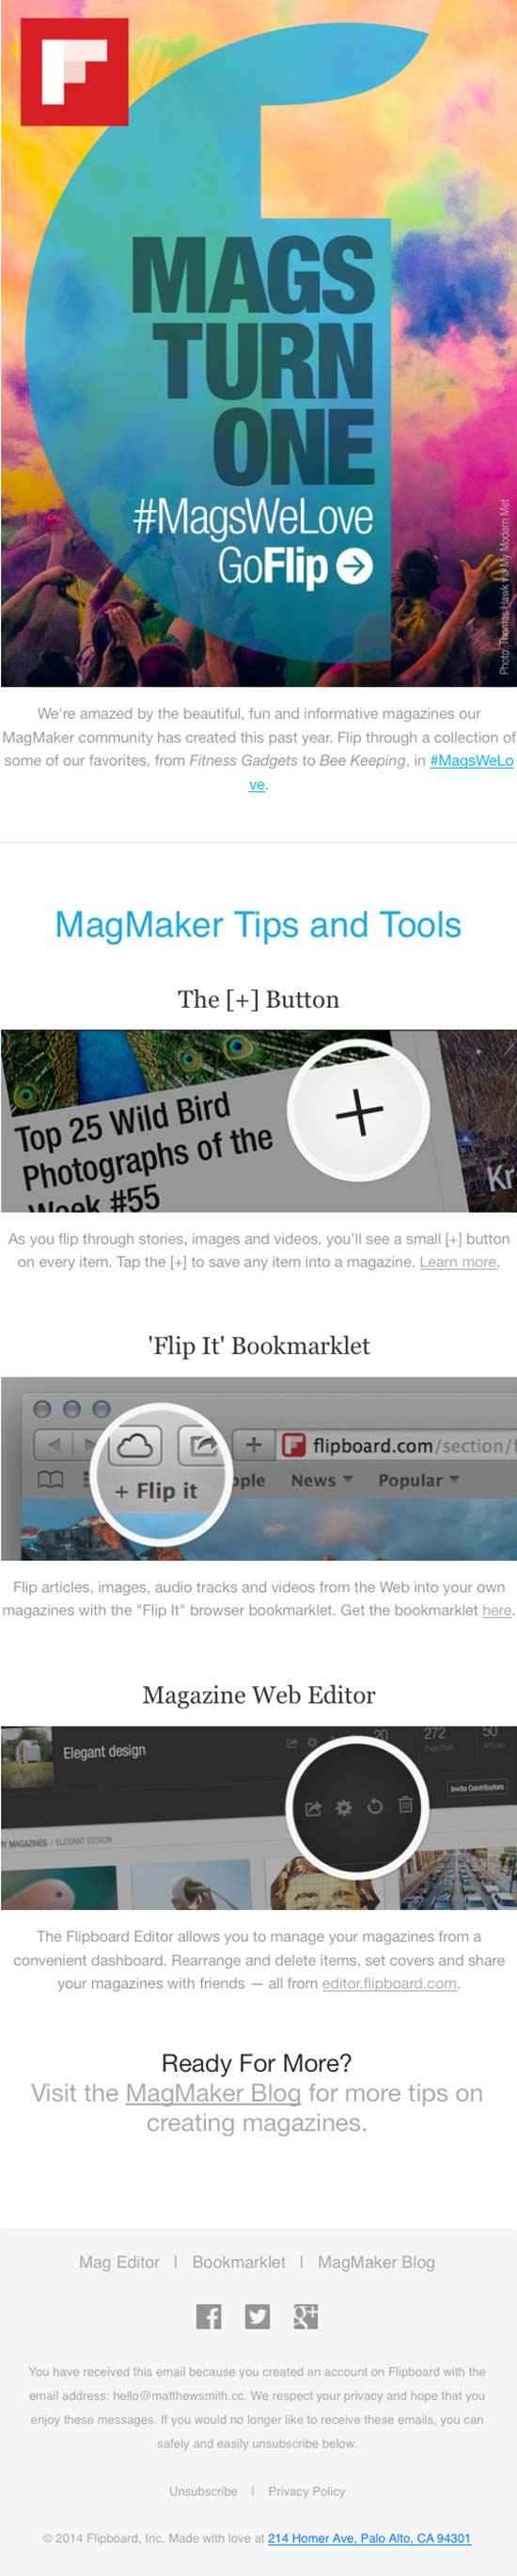 MAGS
TURN
ONE
#MagsWeLove
GoFlip
Photo: Thomas Hawk via My Modern Met
We're amazed by the beautiful, fun and informative magazines our
MagMaker community has created this past year. Flip through a collection of
some of our favorites, from Fitness Gadgets to Bee Keeping, in #MagsWeLo
ve.
MagMaker Tips and Tools
The [+] Button
Top 25 Wild Bird
Photographs of the
Week #55
Kr
As you flip through stories, images and videos, you'll see a small [+] button
on every item. Tap the [+] to save any item into a magazine. Learn more.
'Flip It' Bookmarklet
flipboard.com/section/f
+ Flip it
pple News Popular
Flip articles, images, audio tracks and videos from the Web into your own
magazines with the "Flip It" browser bookmarklet. Get the bookmarklet here.
Magazine Web Editor
Elegant design
20 272 50
Articles
Invite Contributors
MY MAGAZINES / ELEGANT DESIGN
The Flipboard Editor allows you to manage your magazines from a
convenient dashboard. Rearrange and delete items, set covers and share
your magazines with friends — all from editor.flipboard.com.
Ready For More?
Visit the MagMaker Blog for more tips on
creating magazines.
Mag Editor | Bookmarklet | MagMaker Blog
You have received this email because you created an account on Flipboard with the
email address: hello@matthewsmith.cc. We respect your privacy and hope that you
enjoy these messages. If you would no longer like to receive these emails, you can
safely and easily unsubscribe below.
Unsubscribe | Privacy Policy
© 2014 Flipboard, Inc. Made with love at 214 Homer Ave, Palo Alto, CA 94301